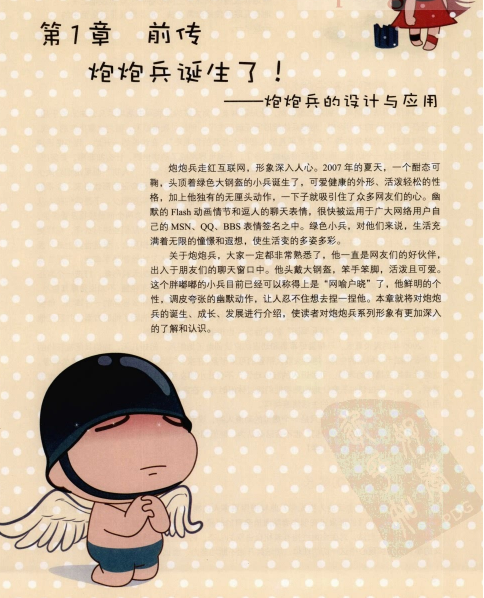 第1章 前传
炮炮兵诞生了！
——炮炮兵的设计与应用
炮炮兵走红互联网，形象深入人心。2007 年的夏天，一个酣态可
鞠，头顶着绿色大钢盔的小兵诞生了，可爱健康的外形、活泼轻松的性
格，加上他独有的无厘头动作，一下子就吸引住了众多网友们的心。幽
默的 Flash 动画情节和逗人的聊天表情，很快被运用于广大网络用户自
己的 MSN、QQ、BBS 表情签名之中。绿色小兵，对他们来说，生活充
满着无限的憧憬和遐想，使生活变的多姿多彩。
关于炮炮兵，大家一定都非常熟悉了，他一直是网友们的好伙伴，
出入于朋友们的聊天窗口中。他头戴大钢盔，笨手笨脚，活泼且可爱。
这个胖嘟嘟的小兵目前已经可以称得上是“网喻户晓”了，他鲜明的个
性，调皮夸张的幽默动作，让人忍不住想去捏一捏他。本章就将对炮炮
兵的诞生、成长、发展进行介绍，使读者对炮炮兵系列形象有更加深入
的了解和认识。